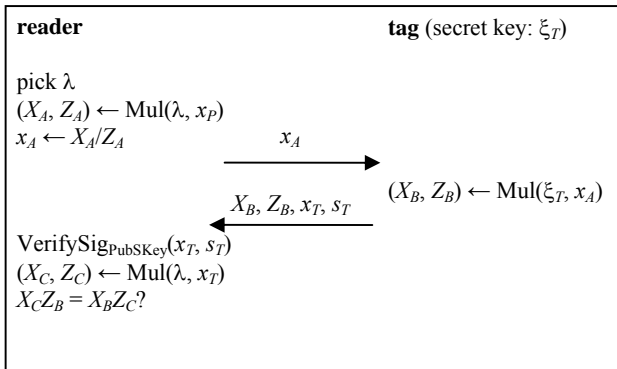 reader
tag (secret key: ξT)
pick λ
(XA, ZA) ← Mul(λ, xP)
xA ← XA/ZA
xA
(XB, ZB) ← Mul(ξT, xA)
XB, ZB, xT, sT
VerifySigPubSKey(xT, sT)
(XC, ZC) ← Mul(λ, xT)
XCZB = XBZC?